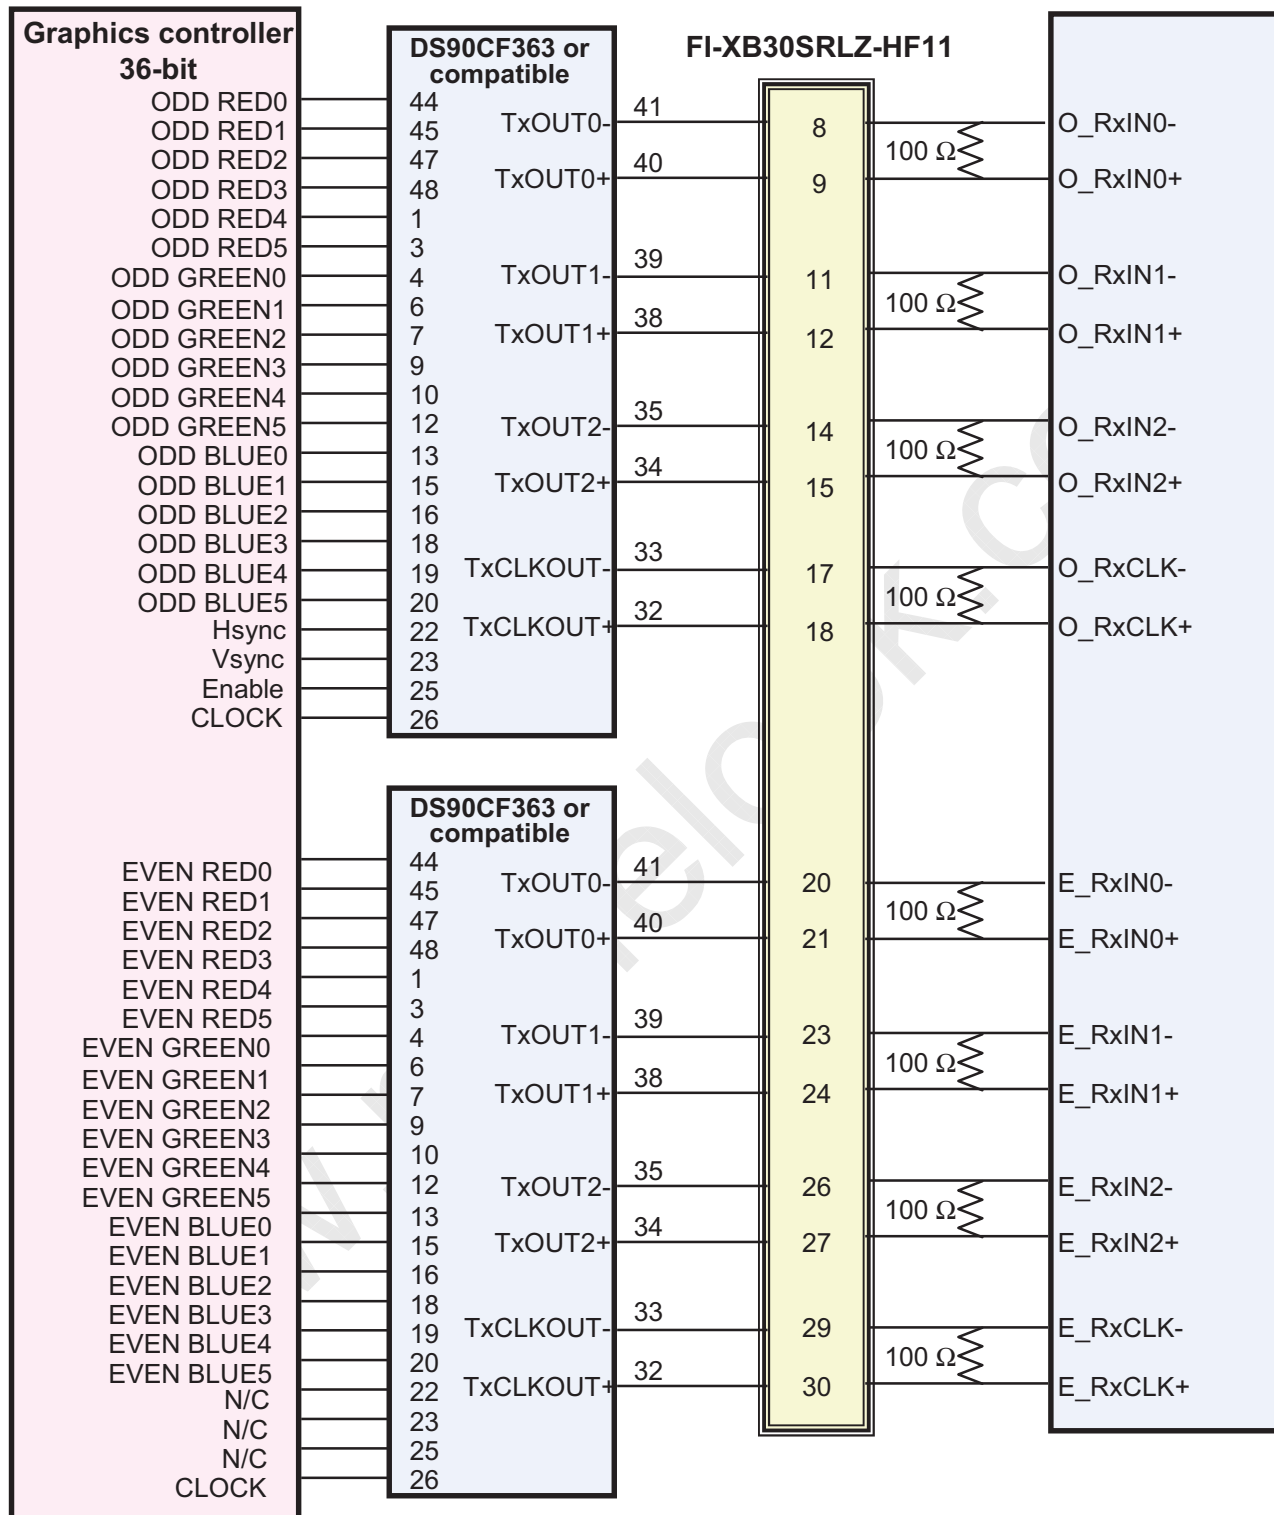 Graphics controller
36-bit
ODD RED0
ODD RED1
ODD RED2
ODD RED3
ODD RED4
ODD RED5
ODD GREEN0
ODD GREEN1
ODD GREEN2
ODD GREEN3
ODD GREEN4
ODD GREEN5
ODD BLUE0
ODD BLUE1
ODD BLUE2
ODD BLUE3
ODD BLUE4
ODD BLUE5
Hsync
Vsync
Enable
CLOCK
EVEN RED0
EVEN RED1
EVEN RED2
EVEN RED3
EVEN RED4
EVEN RED5
EVEN GREEN0
EVEN GREEN1
EVEN GREEN2
EVEN GREEN3
EVEN GREEN4
EVEN GREEN5
EVEN BLUE0
EVEN BLUE1
EVEN BLUE2
EVEN BLUE3
EVEN BLUE4
EVEN BLUE5
N/C
N/C
N/C
CLOCK
DS90CF363 or
compatible
44
45
47
48
1
3
4
6
7
9
10
12
13
15
16
18
19
20
22
23
25
26
TxOUT0-
TxOUT0+
TxOUT1-
TxOUT1+
TxOUT2-
TxOUT2+
TxCLKOUT-
TxCLKOUT+
41
40
39
38
35
34
33
32
DS90CF363 or
compatible
44
45
47
48
1
3
4
6
7
9
10
12
13
15
16
18
19
20
22
23
25
26
TxOUT0-
TxOUT0+
TxOUT1-
TxOUT1+
TxOUT2-
TxOUT2+
TxCLKOUT-
TxCLKOUT+
41
40
39
38
35
34
33
32
FI-XB30SRLZ-HF11
8
9
11
12
14
15
17
18
20
21
23
24
26
27
29
30
100 Ω
100 Ω
100 Ω
100 Ω
100 Ω
100 Ω
100 Ω
100 Ω
O_RxIN0-
O_RxIN0+
O_RxIN1-
O_RxIN1+
O_RxIN2-
O_RxIN2+
O_RxCLK-
O_RxCLK+
E_RxIN0-
E_RxIN0+
E_RxIN1-
E_RxIN1+
E_RxIN2-
E_RxIN2+
E_RxCLK-
E_RxCLK+